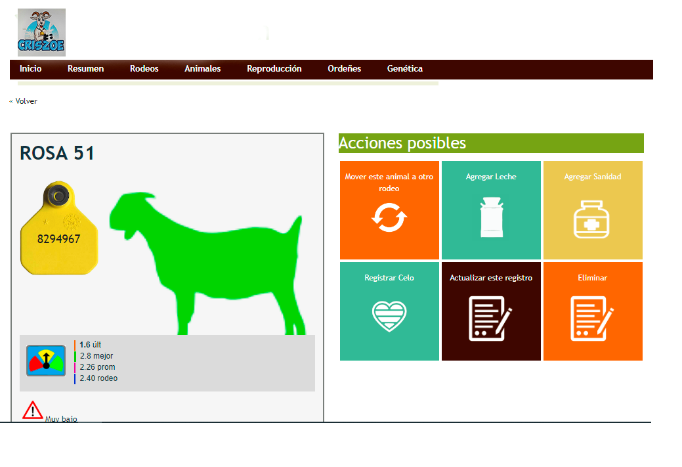 CRISZOE
Inicio Resumen Rodeos Animales Reproducción Ordeñes Genética
« Volver
ROSA 51
8294967
1.6 últ
2.8 mejor
2.26 prom
2.40 rodeo
Muy bajo
Acciones posibles
Mover este animal a otro
rodeo
Agregar Leche
Agregar Sanidad
Registrar Celo
Actualizar este registro
Eliminar